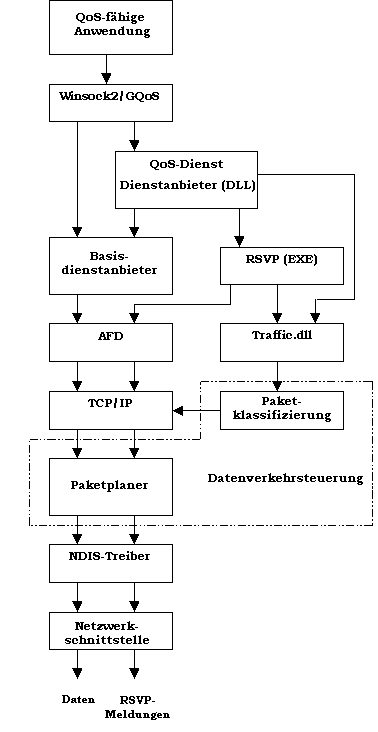 QoS-fähige
Anwendung
Winsock2/GQoS
QoS-Dienst
Dienstanbieter (DLL)
Basis-
dienstanbieter
RSVP (EXE)
AFD
Traffic.dll
TCP/IP
Paket-
klassifizierung
Paketplaner
Datenverkehrsteuerung
NDIS-Treiber
Netzwerk-
schnittstelle
Daten
RSVP-
Meldungen